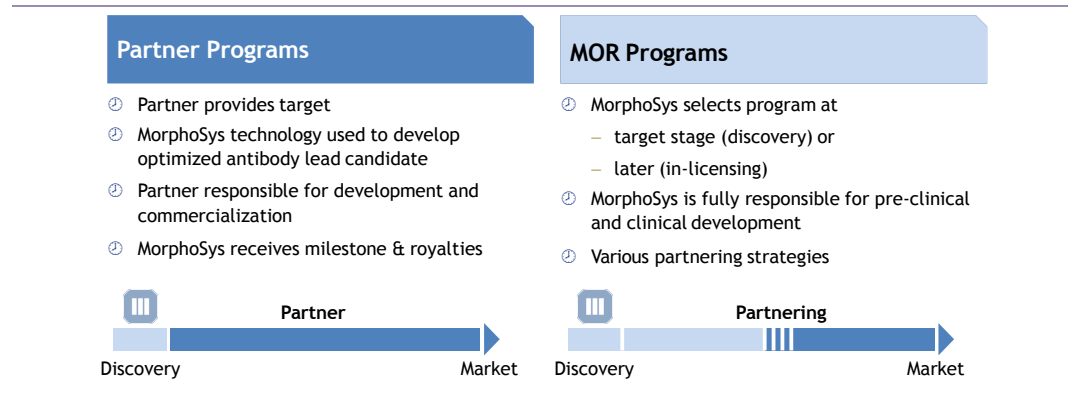 Partner Programs
Partner provides target
MorphoSys technology used to develop
optimized antibody lead candidate
Partner responsible for development and
commercialization
MorphoSys receives milestone & royalties
Partner
Discovery
Market
MOR Programs
MorphoSys selects program at
– target stage (discovery) or
– later (in-licensing)
MorphoSys is fully responsible for pre-clinical
and clinical development
Various partnering strategies
Partnering
Discovery
Market